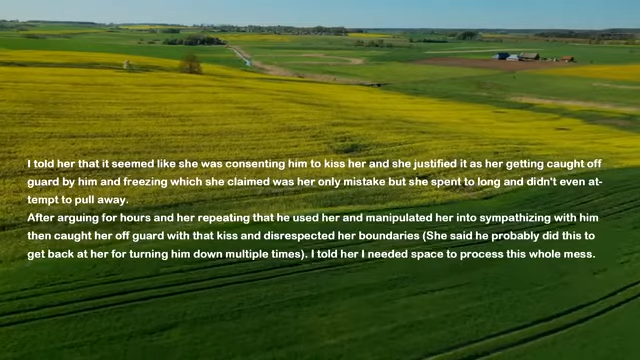 I told her that it seemed like she was consenting him to kiss her and she justified it as her getting caught off
guard by him and freezing which she claimed was her only mistake but she spent to long and didn't even at-
tempt to pull away.
After arguing for hours and her repeating that he used her and manipulated her into sympathizing with him
then caught her off guard with that kiss and disrespected her boundaries (She said he probably did this to
get back at her for turning him down multiple times). I told her I needed space to process this whole mess.